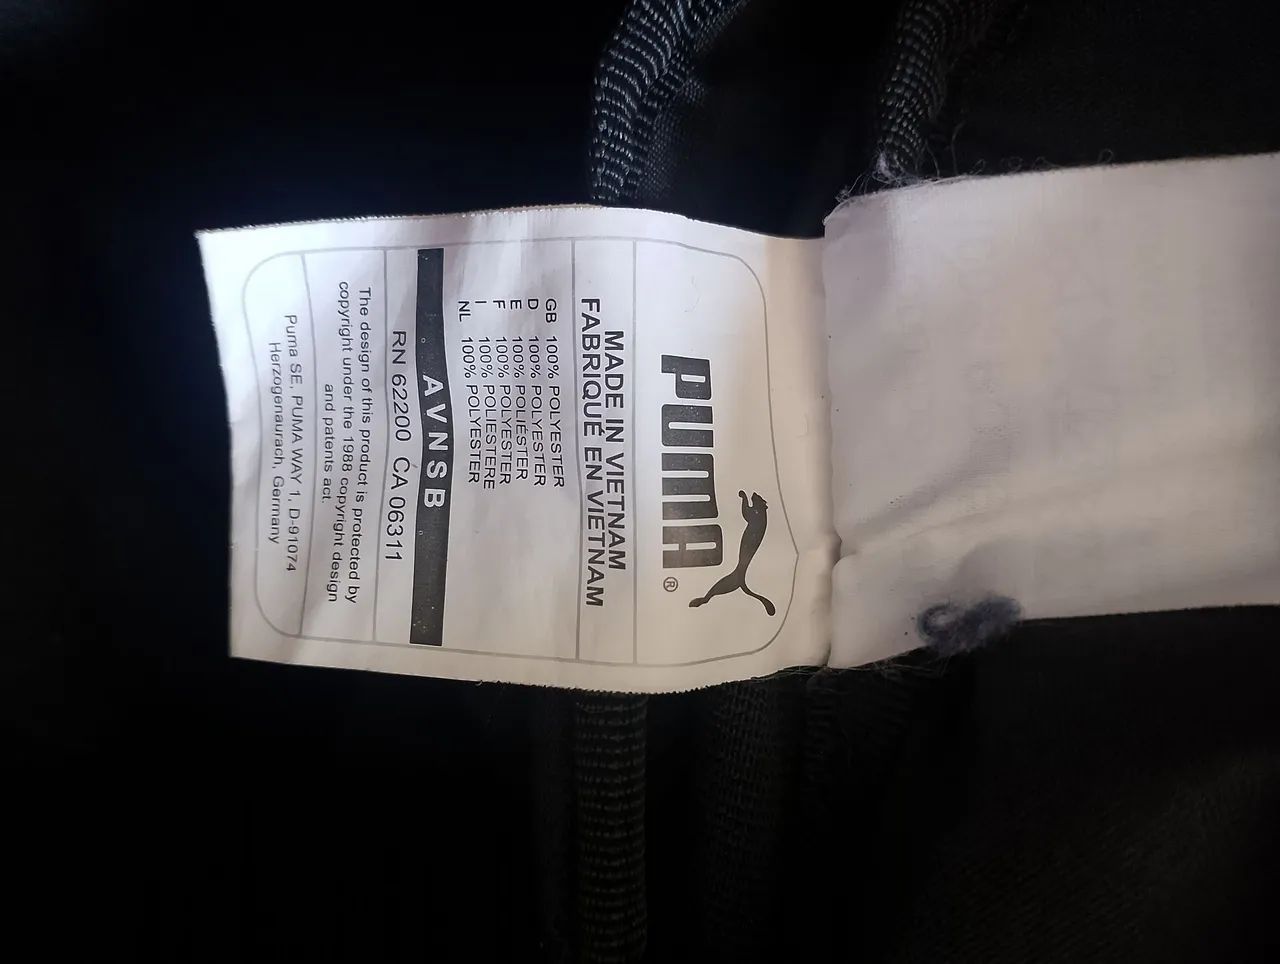 PUMA®
MADE IN VIETNAM
FABRIQUÉ EN VIETNAM
GB 100% POLYESTER
D 100% POLYESTER
E 100% POLIÉSTER
F 100% POLYESTER
I 100% POLIESTERE
NL 100% POLYESTER
AVNSB
RN 62200 CA 06311
The design of this product is protected by
copyright under the 1988 copyright design
and patents act.
Puma SE, PUMA WAY 1, D-91074
Herzogenaurach, Germany